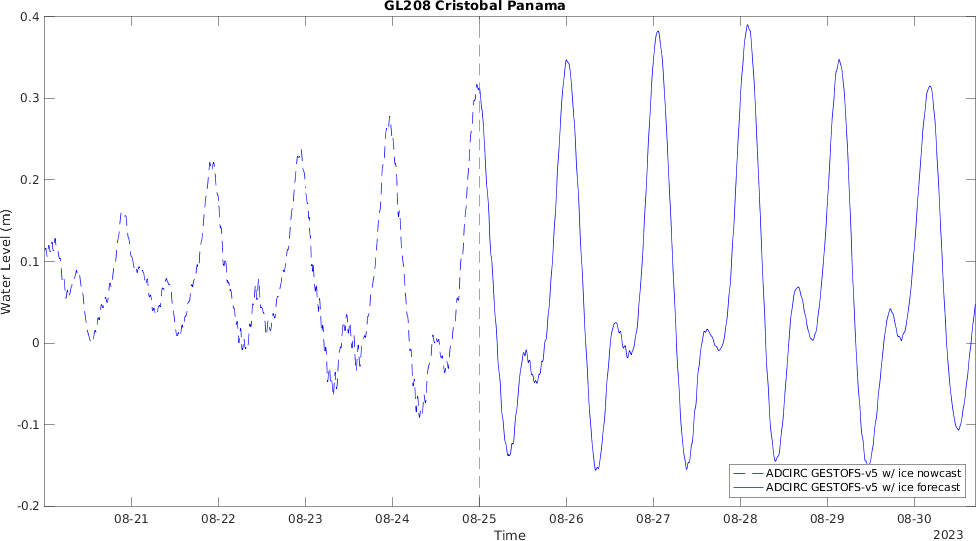 GL208 Cristobal Panama
0.4
0.3
0.2
0.1
0
-0.1
-0.2
Water Level (m)
08-21 08-22 08-23 08-24 08-25 08-26 08-27 08-28 08-29 08-30
Time
2023
ADCIRC GESTOFS-v5 w/ ice nowcast
ADCIRC GESTOFS-v5 w/ ice forecast